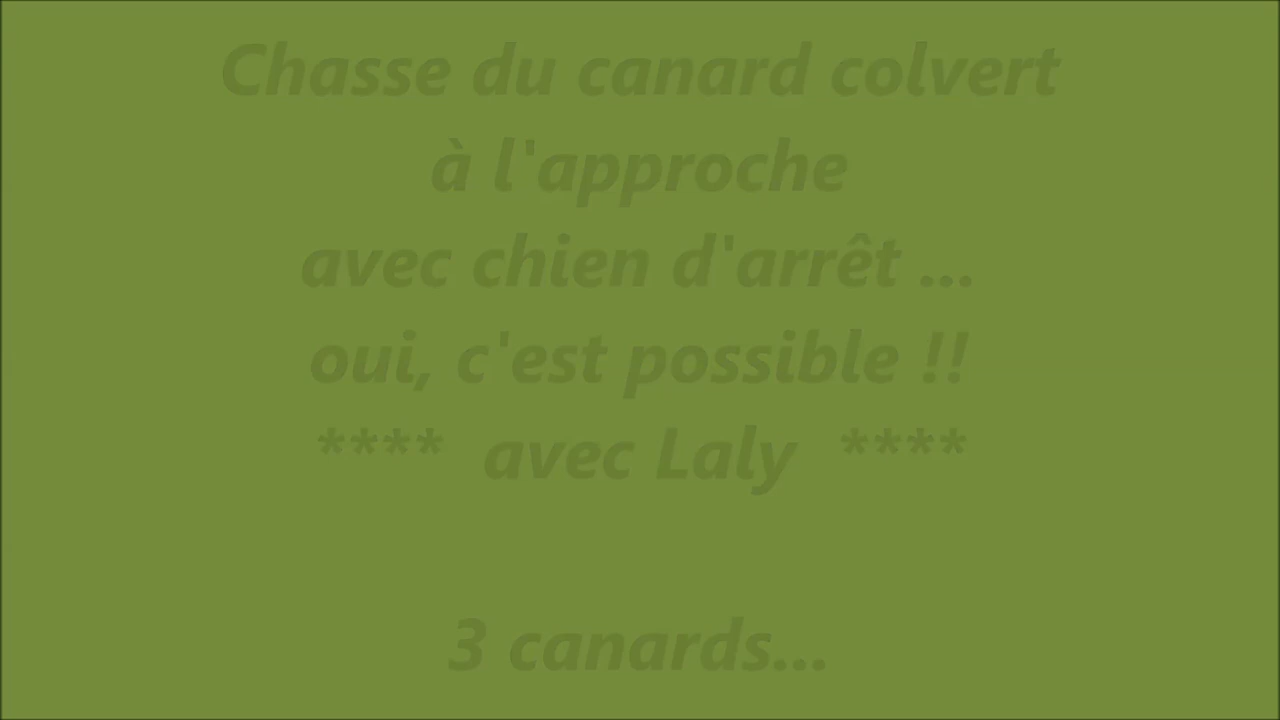 Chasse du canard colvert
à l'approche
avec chien d'arrêt ...
oui, c'est possible !!
**** avec Laly ****
3 canards...